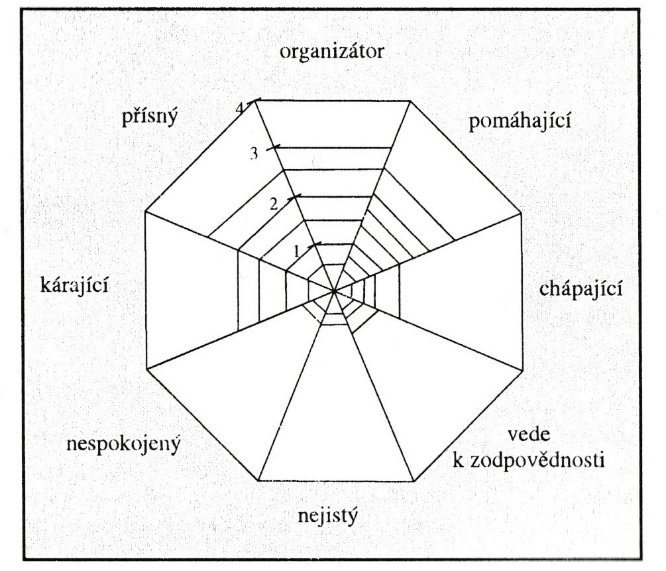 organizátor
přísný
pomáhající
4
3
2
1
kárající
chápající
nespokojený
vede
k zodpovědnosti
nejistý